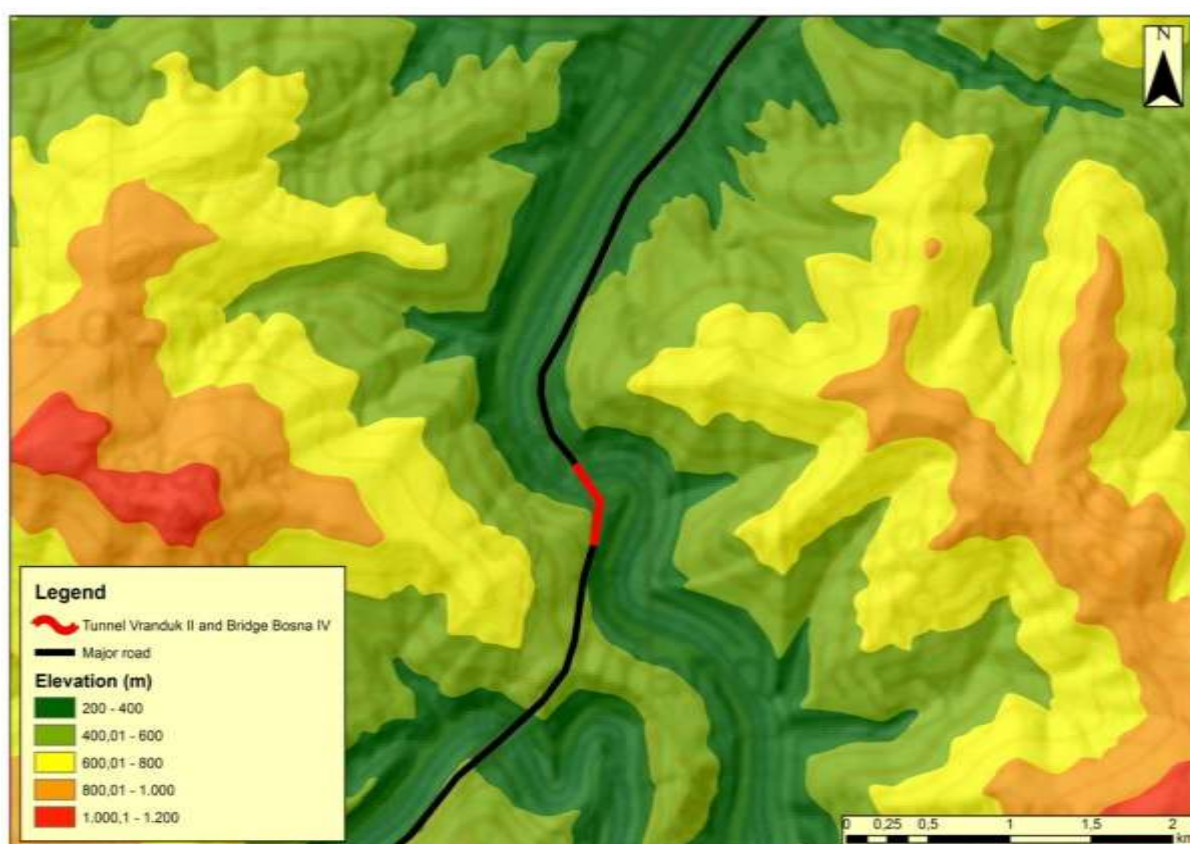 N
Legend
Tunnel Vranduk II and Bridge Bosna IV
Major road
Elevation (m)
200 - 400
400,01 - 600
600,01 - 800
800,01 - 1.000
1.000,1 - 1.200
0 0,25 0,5 1 1,5 2
km